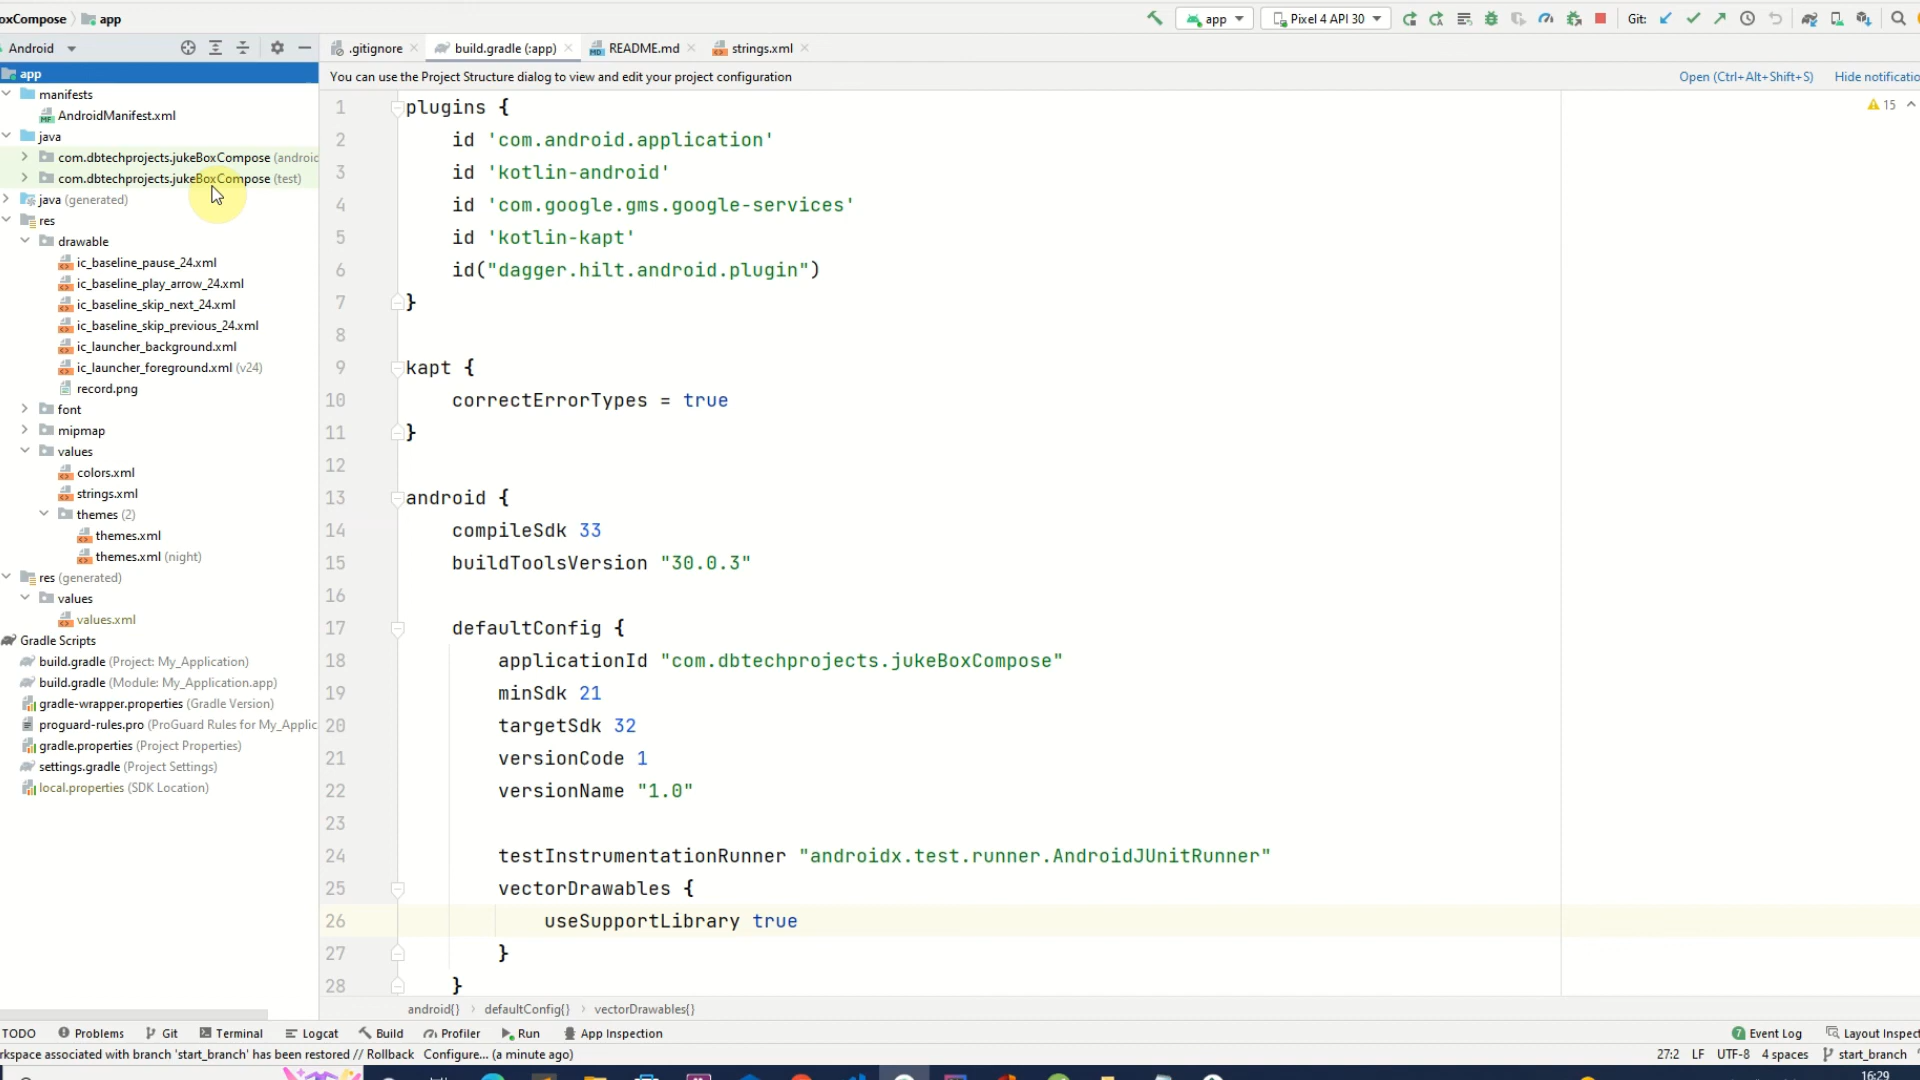 oxCompose app
app Pixel 4 API 30 Git:
Android
.gitignore build.gradle (:app) README.md strings.xml
You can use the Project Structure dialog to view and edit your project configuration Open (Ctrl+Alt+Shift+S) Hide notificatio
15
app
manifests
AndroidManifest.xml
java
com.dbtechprojects.jukeBoxCompose (androic
com.dbtechprojects.jukeBoxCompose (test)
java (generated)
res
drawable
ic_baseline_pause_24.xml
ic_baseline_play_arrow_24.xml
ic_baseline_skip_next_24.xml
ic_baseline_skip_previous_24.xml
ic_launcher_background.xml
ic_launcher_foreground.xml (v24)
record.png
font
mipmap
values
colors.xml
strings.xml
themes (2)
themes.xml
themes.xml (night)
res (generated)
values
values.xml
Gradle Scripts
build.gradle (Project: My_Application)
build.gradle (Module: My_Application.app)
gradle-wrapper.properties (Gradle Version)
proguard-rules.pro (ProGuard Rules for My_Applic
gradle.properties (Project Properties)
settings.gradle (Project Settings)
local.properties (SDK Location)
1 plugins {
2 id 'com.android.application'
3 id 'kotlin-android'
4 id 'com.google.gms.google-services'
5 id 'kotlin-kapt'
6 id("dagger.hilt.android.plugin")
7 }
8
9 kapt {
10 correctErrorTypes = true
11 }
12
13 android {
14 compileSdk 33
15 buildToolsVersion "30.0.3"
16
17 defaultConfig {
18 applicationId "com.dbtechprojects.jukeBoxCompose"
19 minSdk 21
20 targetSdk 32
21 versionCode 1
22 versionName "1.0"
23
24 testInstrumentationRunner "androidx.test.runner.AndroidJUnitRunner"
25 vectorDrawables {
26 useSupportLibrary true
27 }
28 }
android{} defaultConfig{} vectorDrawables{}
TODO Problems Git Terminal Logcat Build Profiler Run App Inspection 7 Event Log Layout Inspect
rkspace associated with branch 'start_branch' has been restored // Rollback Configure... (a minute ago) 27:2 LF UTF-8 4 spaces start_branch
16:29